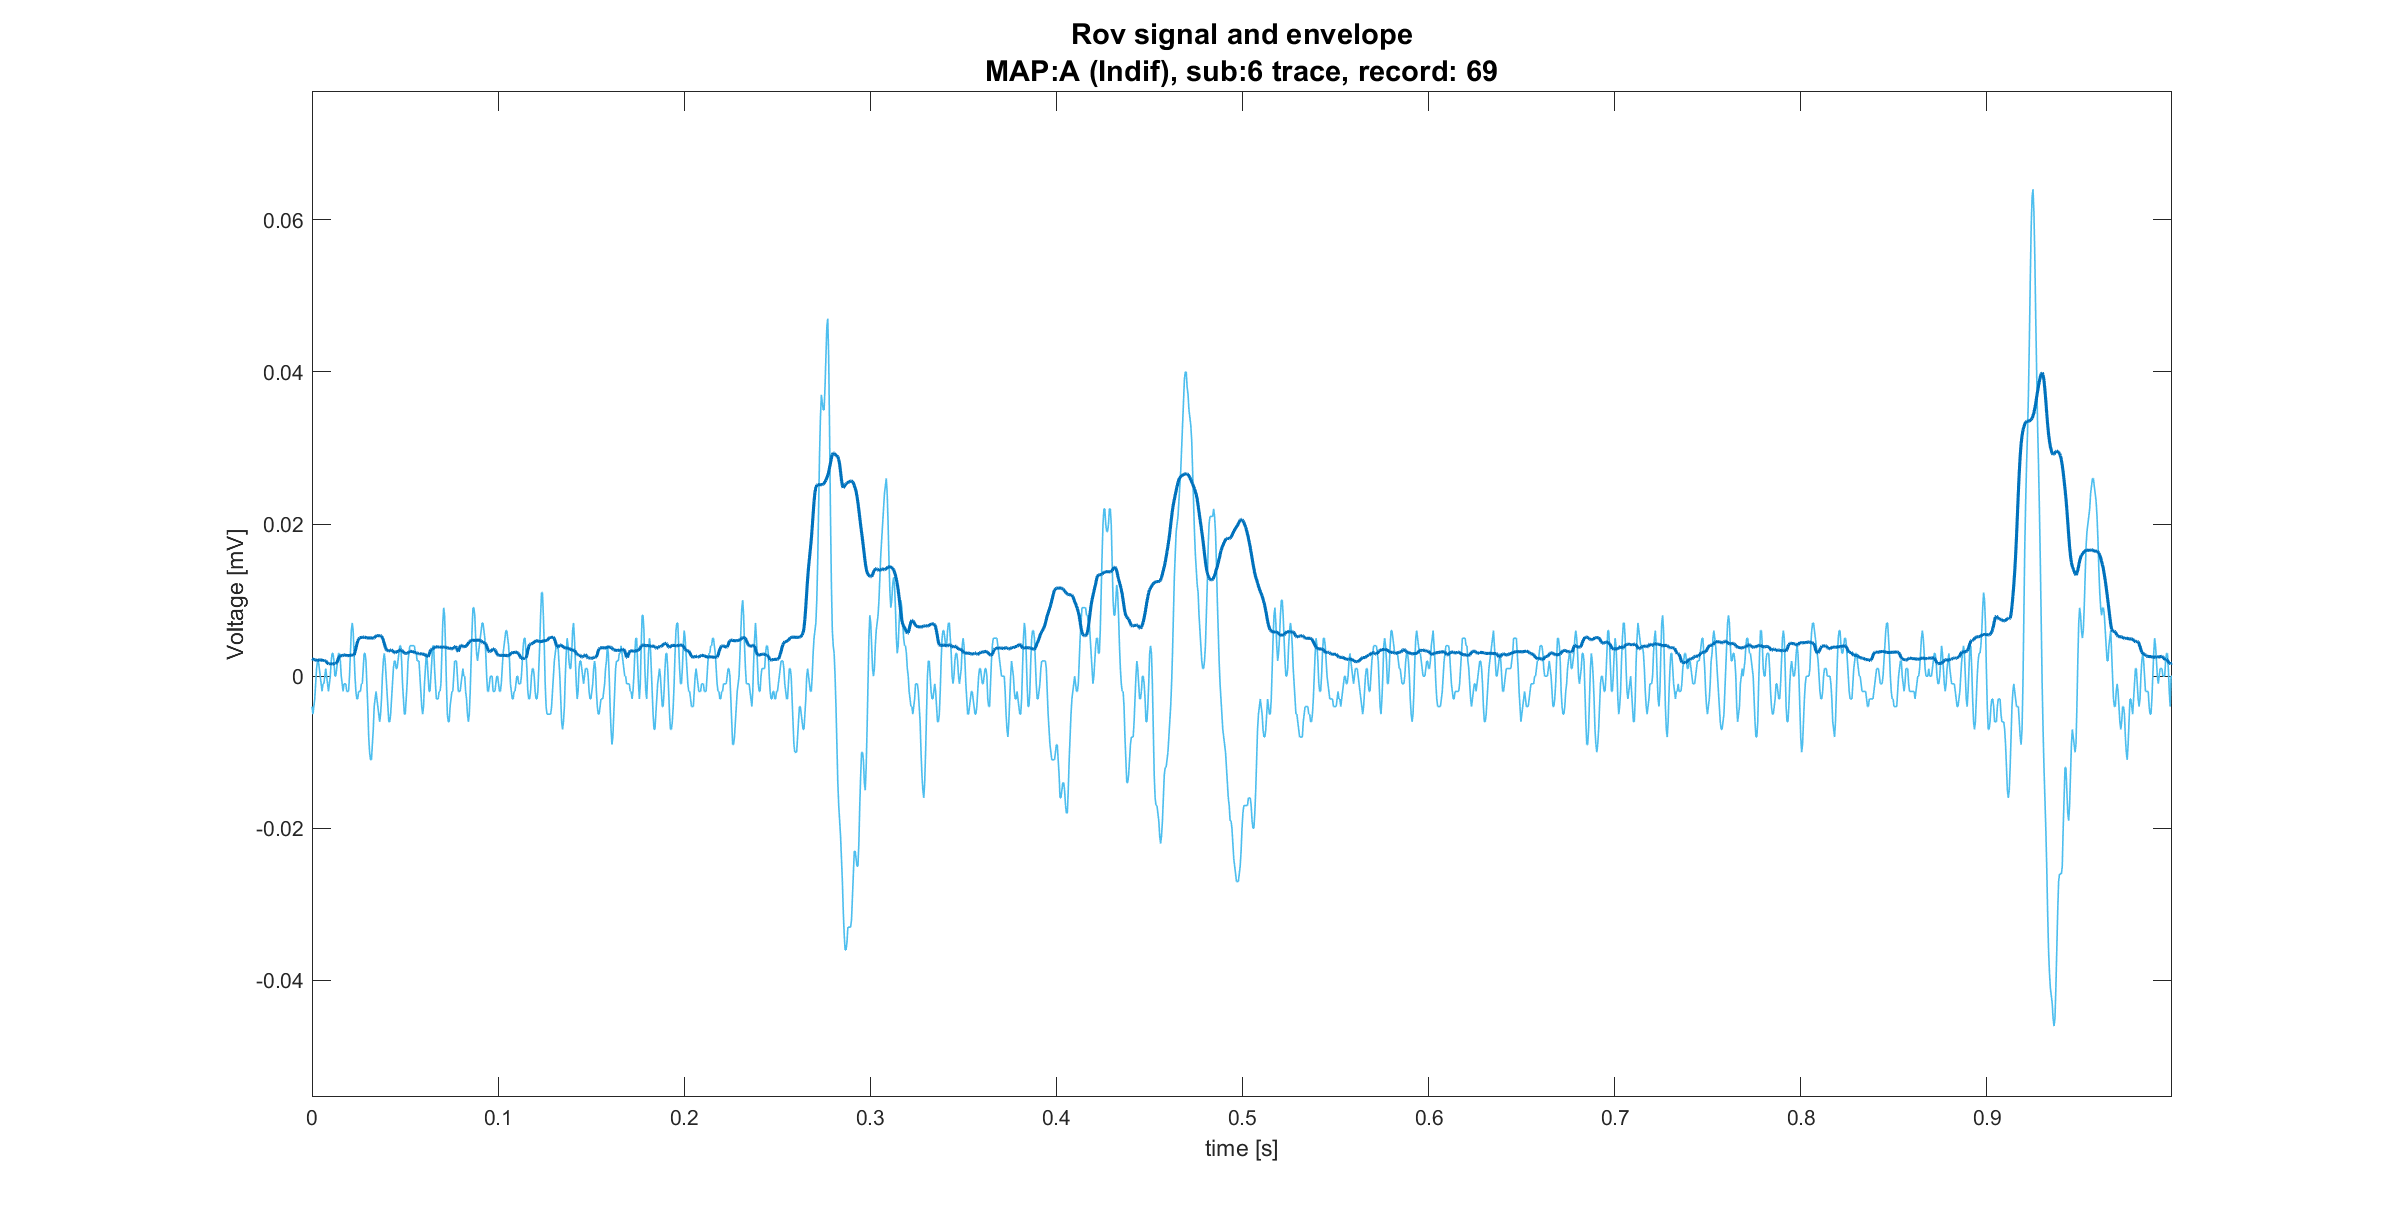 Rov signal and envelope
MAP:A (Indif), sub:6 trace, record: 69
Voltage [mV]
0.06
0.04
0.02
0
-0.02
-0.04
0 0.1 0.2 0.3 0.4 0.5 0.6 0.7 0.8 0.9
time [s]